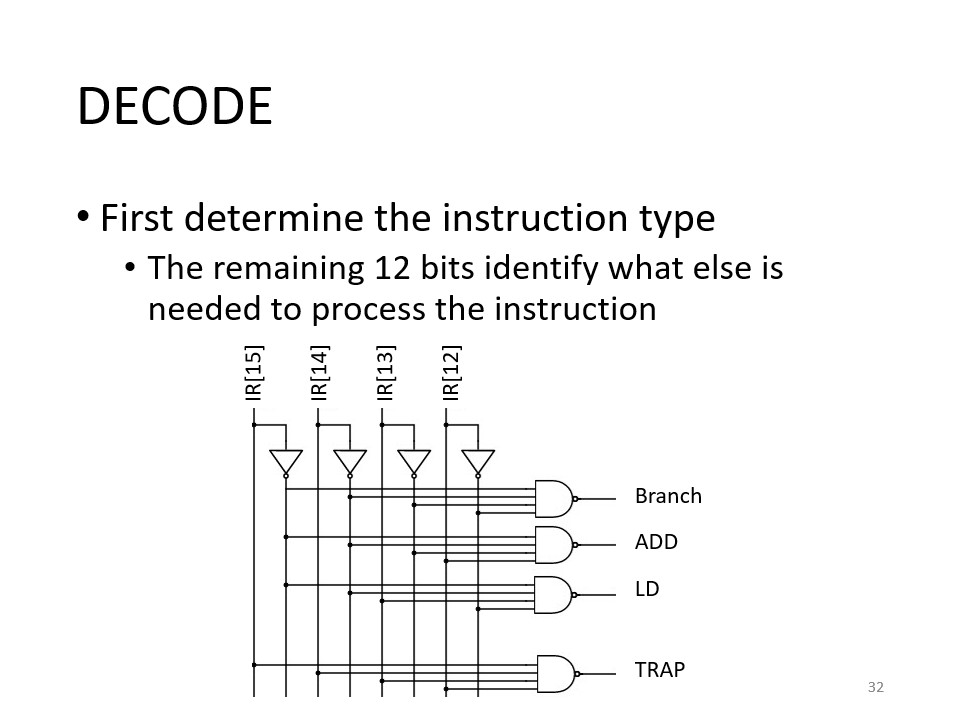 DECODE
• First determine the instruction type
• The remaining 12 bits identify what else is
needed to process the instruction
IR[15]
IR[14]
IR[13]
IR[12]
Branch
ADD
LD
TRAP
32